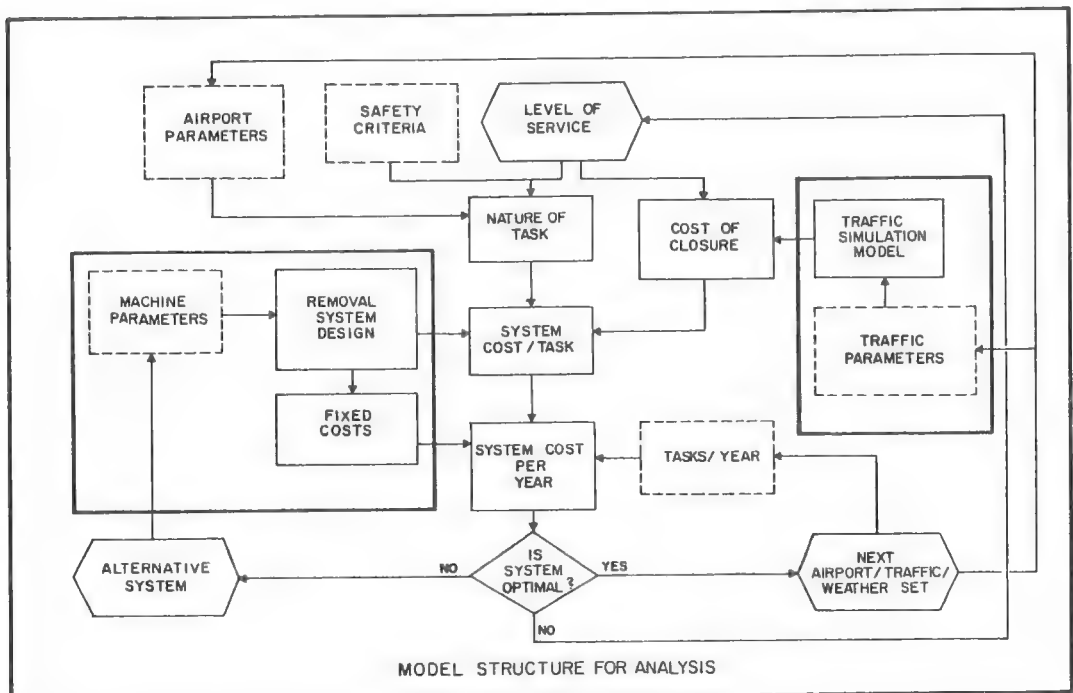 AIRPORT
PARAMETERS
SAFETY
CRITERIA
LEVEL OF
SERVICE
NATURE OF
TASK
COST OF
CLOSURE
TRAFFIC
SIMULATION
MODEL
MACHINE
PARAMETERS
REMOVAL
SYSTEM
DESIGN
SYSTEM
COST / TASK
TRAFFIC
PARAMETERS
FIXED
COSTS
SYSTEM COST
PER
YEAR
TASKS/ YEAR
ALTERNATIVE
SYSTEM
NO
IS
SYSTEM
OPTIMAL ?
YES
NEXT
AIRPORT/TRAFFIC/
WEATHER SET
NO
MODEL STRUCTURE FOR ANALYSIS